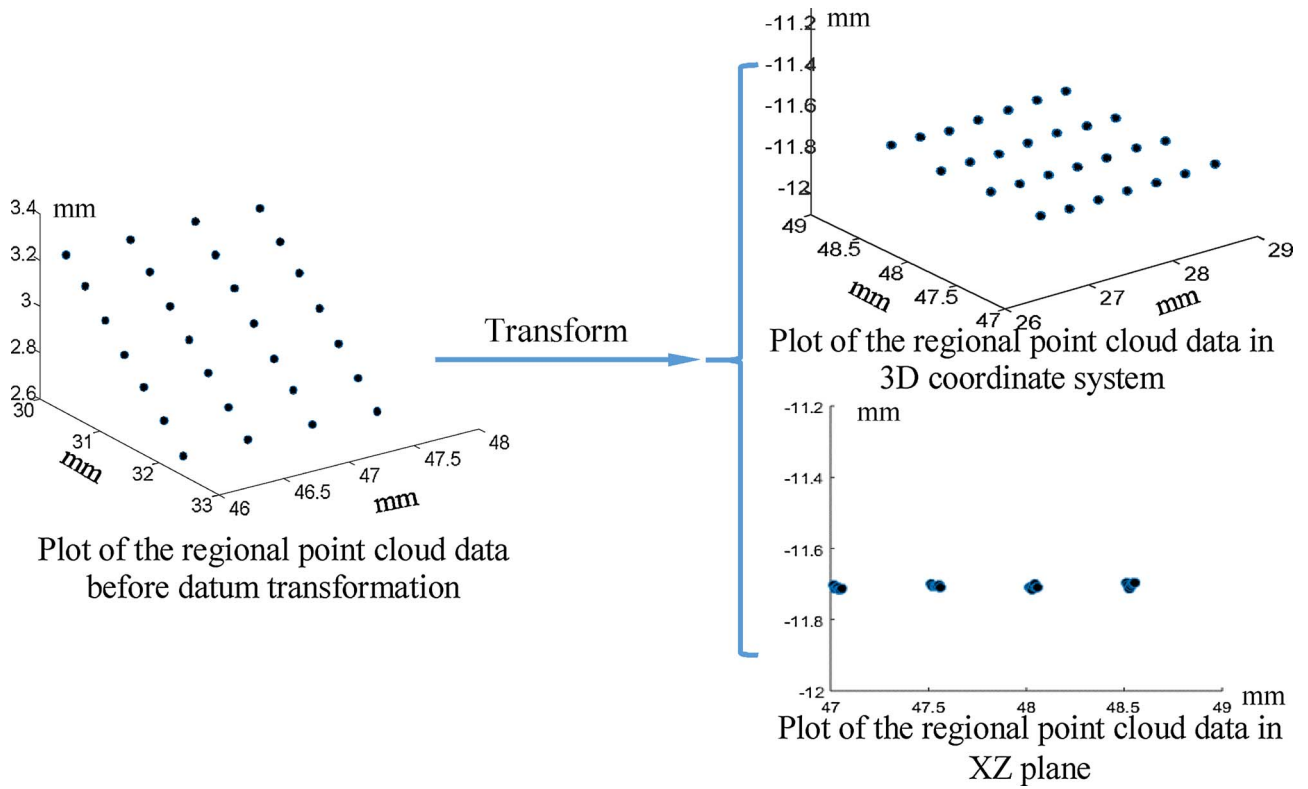 3.4 mm
3.2
3
2.8
2.6
30
31
32
33
mm
46
46.5
47
47.5
48
mm
Plot of the regional point cloud data
before datum transformation
Transform
-11.2 mm
-11.4
-11.6
-11.8
-12
49
48.5
48
47.5
47
mm
26
27
28
29
mm
Plot of the regional point cloud data in
3D coordinate system
-11.2 mm
-11.4
-11.6
-11.8
-12
47 47.5 48 48.5 49 mm
Plot of the regional point cloud data in
XZ plane